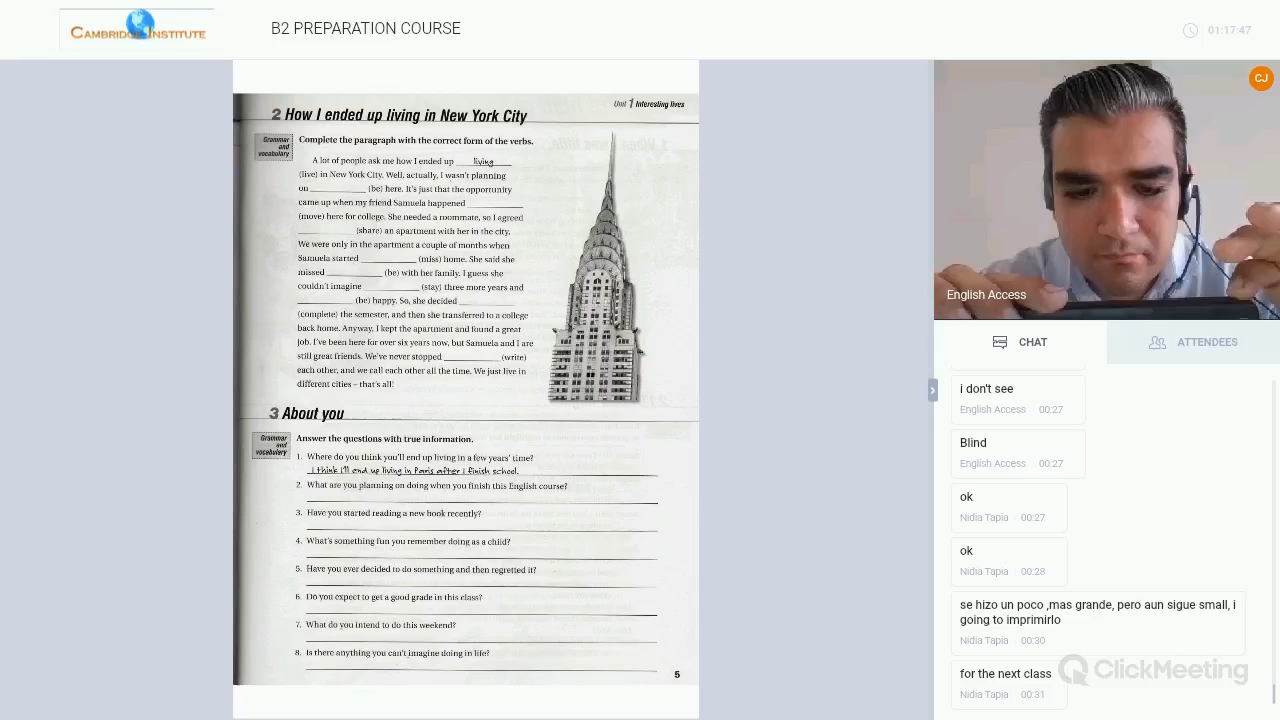 CAMBRIDGE INSTITUTE
B2 PREPARATION COURSE
01:17:47
Unit 1 Interesting lives
2 How I ended up living in New York City
Grammar
and
vocabulary
Complete the paragraph with the correct form of the verbs.
A lot of people ask me how I ended up living
(live) in New York City. Well, actually, I wasn't planning
on __________ (be) here. It's just that the opportunity
came up when my friend Samuela happened __________
(move) here for college. She needed a roommate, so I agreed
__________ (share) an apartment with her in the city.
We were only in the apartment a couple of months when
Samuela started __________ (miss) home. She said she
missed __________ (be) with her family. I guess she
couldn't imagine __________ (stay) three more years and
__________ (be) happy. So, she decided __________
(complete) the semester, and then she transferred to a college
back home. Anyway, I kept the apartment and found a great
job. I've been here for over six years now, but Samuela and I are
still great friends. We've never stopped __________ (write)
each other, and we call each other all the time. We just live in
different cities – that's all!
3 About you
Grammar
and
vocabulary
Answer the questions with true information.
1. Where do you think you'll end up living in a few years' time?
I think I'll end up living in Paris after I finish school.
2. What are you planning on doing when you finish this English course?
3. Have you started reading a new book recently?
4. What's something fun you remember doing as a child?
5. Have you ever decided to do something and then regretted it?
6. Do you expect to get a good grade in this class?
7. What do you intend to do this weekend?
8. Is there anything you can't imagine doing in life?
5
CJ
English Access
CHAT
ATTENDEES
i don't see
English Access 00:27
Blind
English Access 00:27
ok
Nidia Tapia 00:27
ok
Nidia Tapia 00:28
se hizo un poco ,mas grande, pero aun sigue small, i
going to imprimirlo
Nidia Tapia 00:30
for the next class
Nidia Tapia 00:31
ClickMeeting